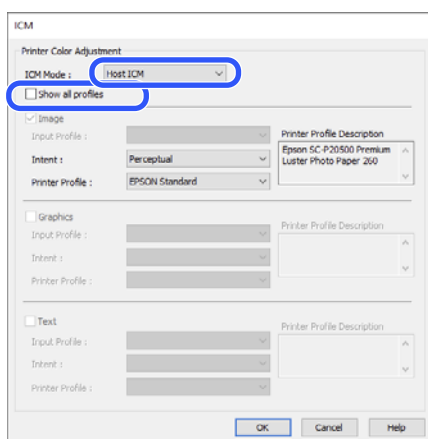 ICM
Printer Color Adjustment
ICM Mode : Host ICM
Show all profiles
Image
Input Profile :
Printer Profile Description
Intent : Perceptual
Epson SC-P20500 Premium
Luster Photo Paper 260
Printer Profile : EPSON Standard
Graphics
Input Profile :
Printer Profile Description
Intent :
Printer Profile :
Text
Input Profile :
Printer Profile Description
Intent :
Printer Profile :
OK Cancel Help